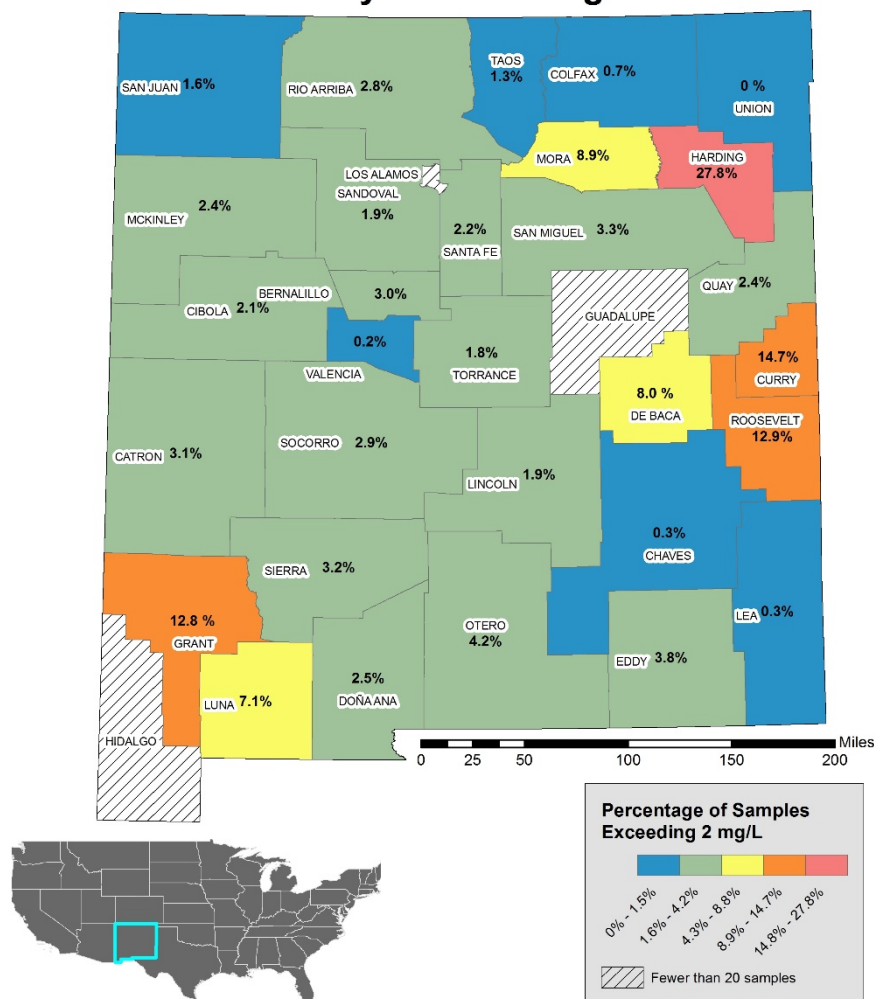 TAOS
1.3%
COLFAX 0.7%
SAN JUAN 1.6%
RIO ARRIBA 2.8%
0 %
UNION
MORA 8.9%
HARDING
27.8%
LOS ALAMOS
SANDOVAL
1.9%
2.4%
MCKINLEY
2.2%
SANTA FE
SAN MIGUEL 3.3%
QUAY 2.4%
BERNALILLO 3.0%
CIBOLA 2.1%
GUADALUPE
0.2%
VALENCIA
1.8%
TORRANCE
14.7%
CURRY
8.0 %
DE BACA
ROOSEVELT
12.9%
CATRON 3.1%
SOCORRO 2.9%
LINCOLN 1.9%
0.3%
CHAVES
SIERRA 3.2%
12.8 %
GRANT
OTERO
4.2%
LEA 0.3%
EDDY 3.8%
2.5%
DOÑA ANA
LUNA 7.1%
HIDALGO
0 25 50 100 150 200 Miles
Percentage of Samples
Exceeding 2 mg/L
0% - 1.5%
1.6% - 4.2%
4.3% - 8.8%
8.9% - 14.7%
14.8% - 27.8%
Fewer than 20 samples